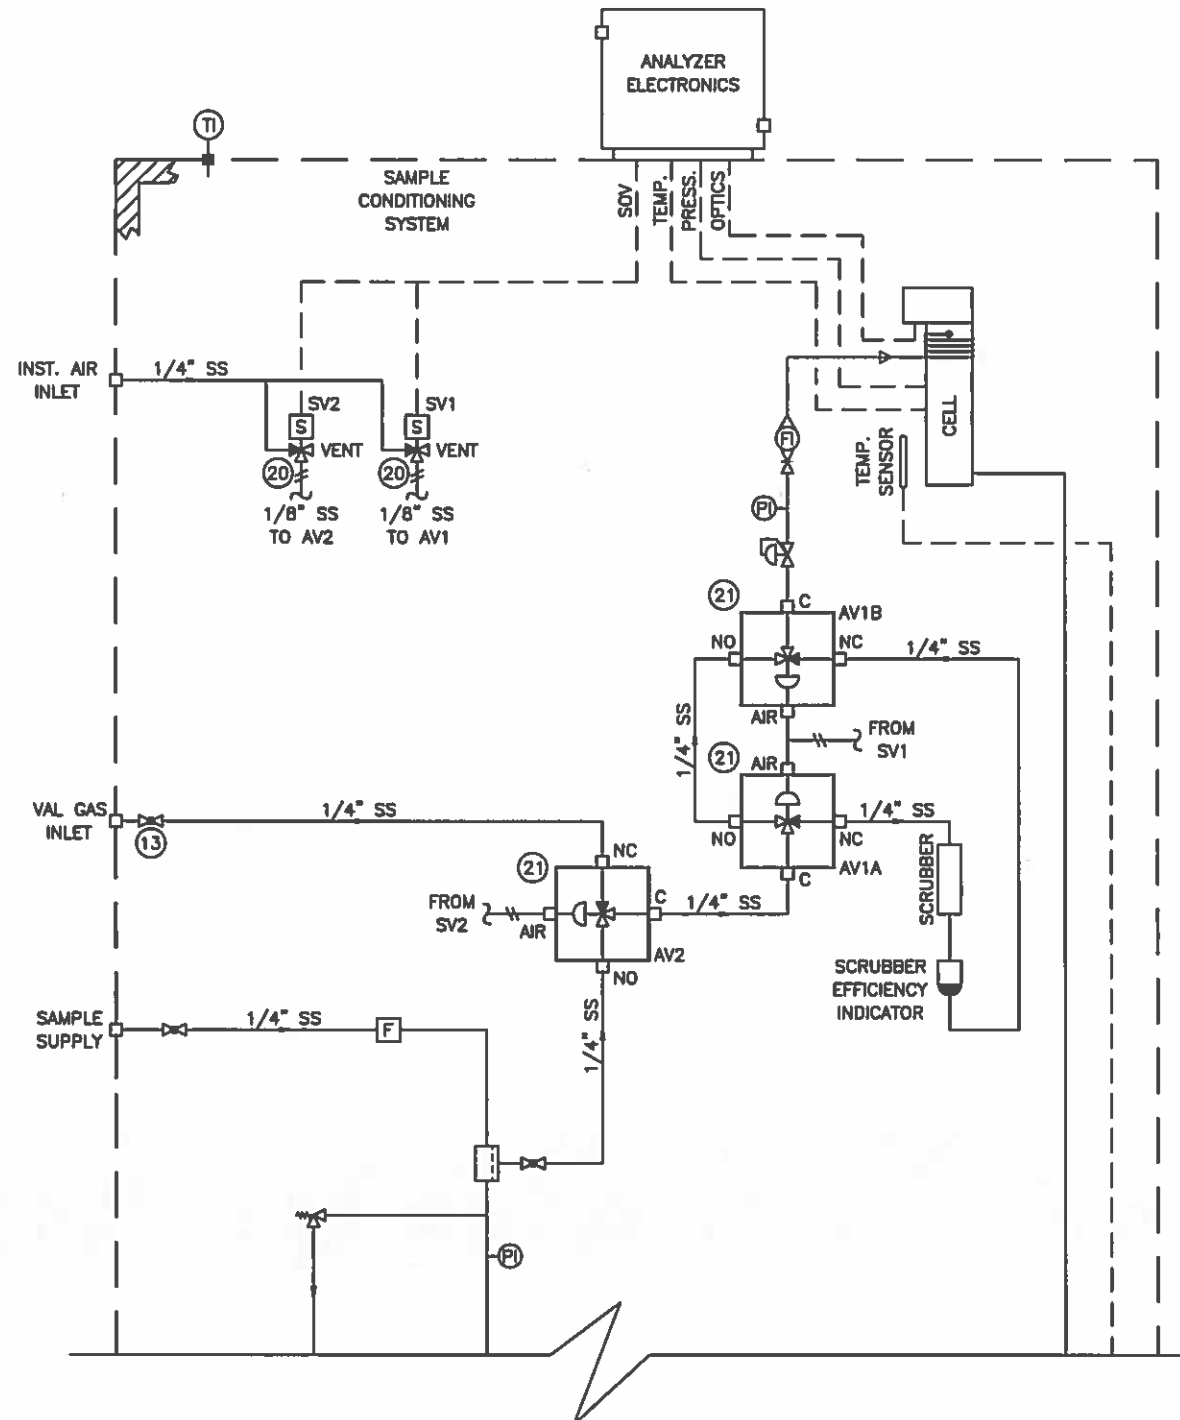 ANALYZER
ELECTRONICS
TI
SAMPLE
CONDITIONING
SYSTEM
SOV
TEMP.
PRESS.
OPTICS
INST. AIR
INLET
1/4" SS
SV2
SV1
S
S
VENT
VENT
20
20
1/8" SS
TO AV2
1/8" SS
TO AV1
CELL
TEMP.
SENSOR
FI
PI
21
C
AV1B
NO
NC
1/4" SS
AIR
1/4" SS
FROM
SV1
21
AIR
1/4" SS
NO
NC
AV1A
C
SCRUBBER
VAL GAS
INLET
1/4" SS
13
21
NC
FROM
SV2
AIR
C
1/4" SS
AV2
NO
SCRUBBER
EFFICIENCY
INDICATOR
SAMPLE
SUPPLY
1/4" SS
F
1/4" SS
PI